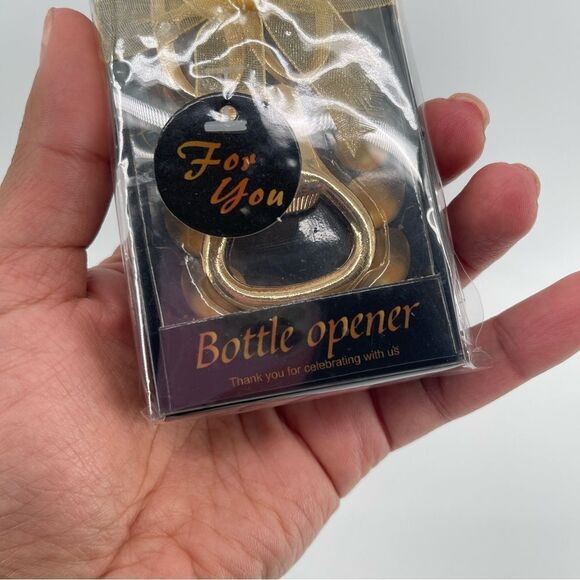 For
You
Bottle opener
Thank you for celebrating with us